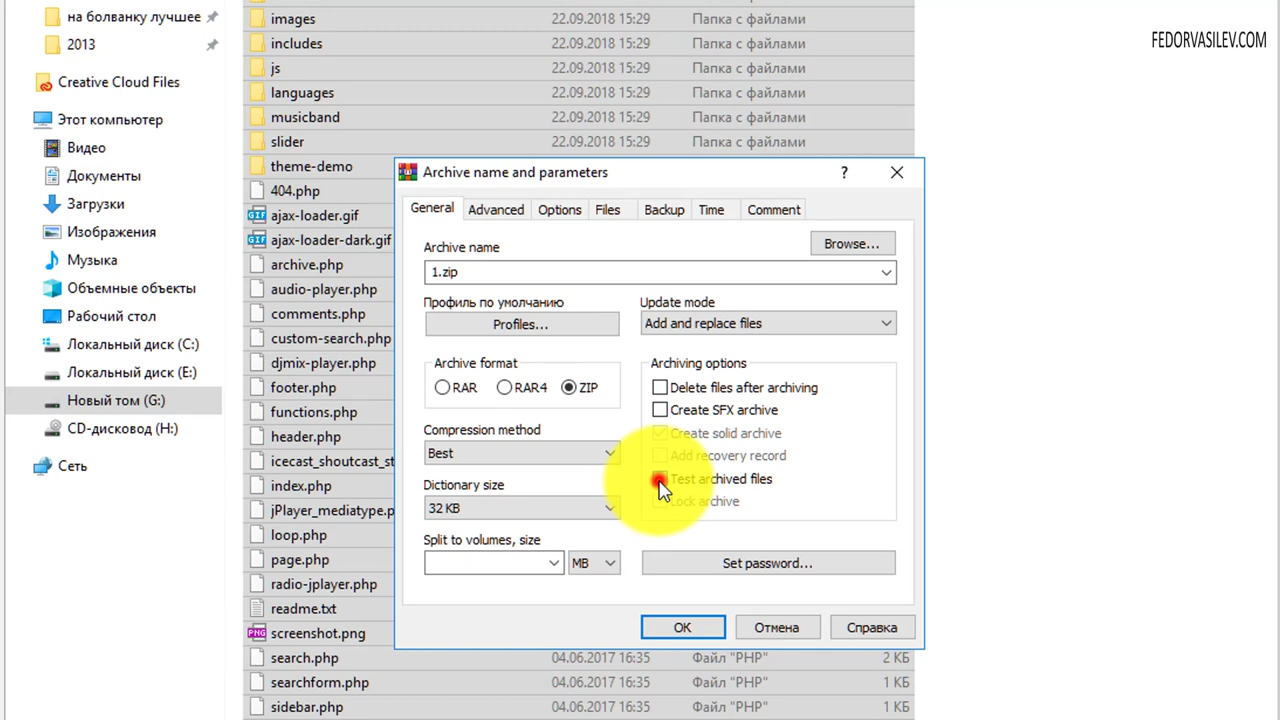 на болванку лучшее
2013
Creative Cloud Files
Этот компьютер
Видео
Документы
Загрузки
Изображения
Музыка
Объемные объекты
Рабочий стол
Локальный диск (C:)
Локальный диск (E:)
Новый том (G:)
CD-дисковод (H:)
Сеть
images 22.09.2018 15:29 Папка с файлами
includes 22.09.2018 15:29 Папка с файлами
js 22.09.2018 15:29 Папка с файлами
languages 22.09.2018 15:29 Папка с файлами
musicband 22.09.2018 15:29 Папка с файлами
slider 22.09.2018 15:29 Папка с файлами
theme-demo
404.php
ajax-loader.gif
ajax-loader-dark.gif
archive.php
audio-player.php
comments.php
custom-search.php
djmix-player.php
footer.php
functions.php
header.php
icecast_shoutcast_st
index.php
jPlayer_mediatype.p
loop.php
page.php
radio-jplayer.php
readme.txt
screenshot.png
search.php 04.06.2017 16:35 Файл "PHP" 2 КБ
searchform.php 04.06.2017 16:35 Файл "PHP" 1 КБ
sidebar.php 04.06.2017 16:35 Файл "PHP" 1 КБ
FEDORVASILEV.COM
Archive name and parameters ?
General Advanced Options Files Backup Time Comment
Archive name
Browse...
1.zip
Профиль по умолчанию
Profiles...
Update mode
Add and replace files
Archive format
RAR RAR4 ZIP
Compression method
Best
Dictionary size
32 KB
Split to volumes, size
MB
Archiving options
Delete files after archiving
Create SFX archive
Create solid archive
Add recovery record
Test archived files
Lock archive
Set password...
OK Отмена Справка